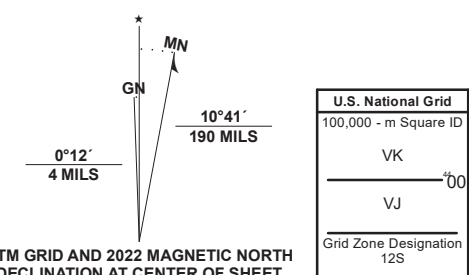 ★
MN
GN
10°41´
190 MILS
0°12´
4 MILS
TM GRID AND 2022 MAGNETIC NORTH
DECLINATION AT CENTER OF SHEET
U.S. National Grid
100,000 - m Square ID
VK
4400
VJ
Grid Zone Designation
12S